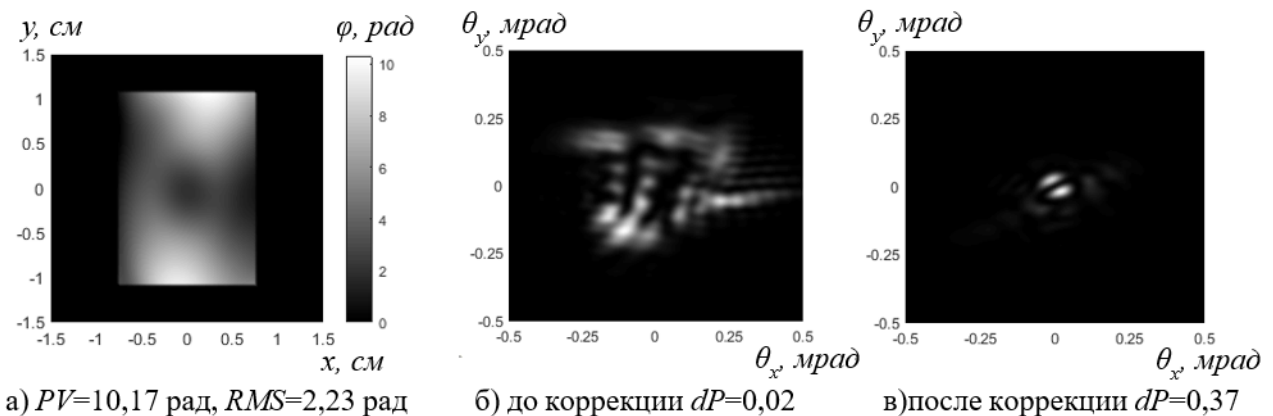 y, см
φ, рад
1.5
1
0.5
0
-0.5
-1
-1.5
-1.5 -1 -0.5 0 0.5 1 1.5
x, см
10
8
6
4
2
0
а) PV=10,17 рад, RMS=2,23 рад
θy, мрад
0.5
0.25
0
-0.25
-0.5
-0.5 -0.25 0 0.25 0.5
θx, мрад
б) до коррекции dP=0,02
θy, мрад
0.5
0.25
0
-0.25
-0.5
-0.5 -0.25 0 0.25 0.5
θx, мрад
в)после коррекции dP=0,37